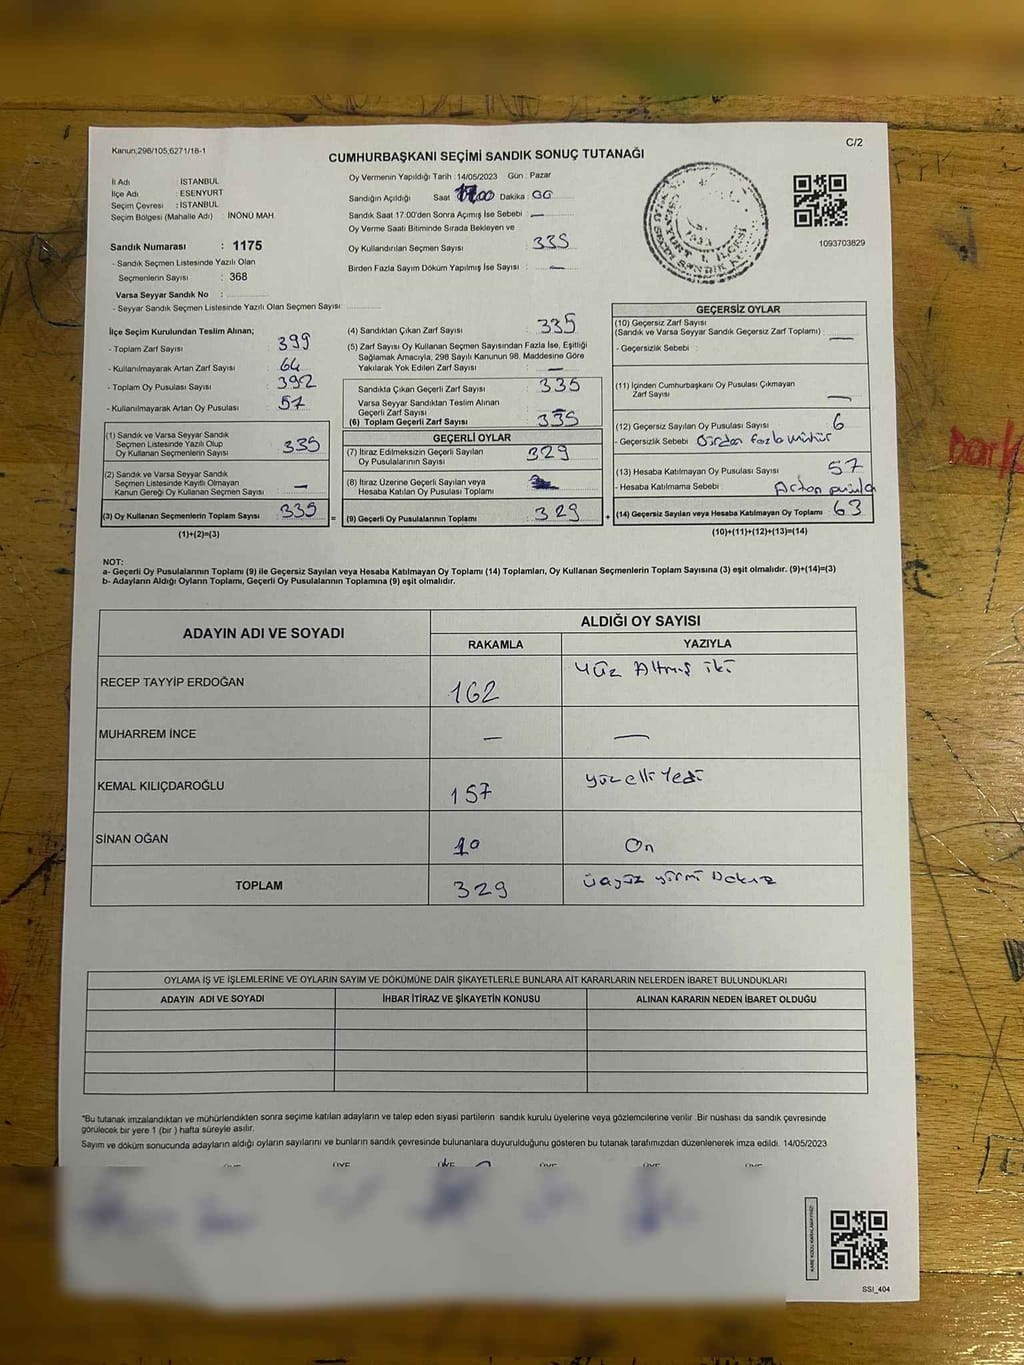 Kanun;298/105;6271/18-1
C/2
CUMHURBAŞKANI SEÇİMİ SANDIK SONUÇ TUTANAĞI
İl Adı : İSTANBUL
İlçe Adı : ESENYURT
Seçim Çevresi : İSTANBUL
Seçim Bölgesi (Mahalle Adı) İNÖNÜ MAH.
Sandık Numarası : 1175
- Sandık Seçmen Listesinde Yazılı Olan
Seçmenlerin Sayısı : 368
Varsa Seyyar Sandık No :
- Seyyar Sandık Seçmen Listesinde Yazılı Olan Seçmen Sayısı:
Oy Vermenin Yapıldığı Tarih : 14/05/2023 Gün : Pazar
Sandığın Açıldığı Saat Dakika : 00
Sandık Saat 17.00'den Sonra Açımış İse Sebebi : —
Oy Verme Saati Bitiminde Sırada Bekleyen ve
Oy Kullandırılan Seçmen Sayısı : 335
Birden Fazla Sayım Döküm Yapılmış İse Sayısı : —
ESENYURT 1. İLÇESİ
1093703829
İlçe Seçim Kurulundan Teslim Alınan;
- Toplam Zarf Sayısı : 399
- Kullanılmayarak Artan Zarf Sayısı : 64
- Toplam Oy Pusulası Sayısı : 392
- Kullanılmayarak Artan Oy Pusulası : 57
(1) Sandık ve Varsa Seyyar Sandık
Seçmen Listesinde Yazılı Olup
Oy Kullanan Seçmenlerin Sayısı : 335
(2) Sandık ve Varsa Seyyar Sandık
Seçmen Listesinde Kayıtlı Olmayan
Kanun Gereği Oy Kullanan Seçmen Sayısı : —
(3) Oy Kullanan Seçmenlerin Toplam Sayısı : 335
(1)+(2)=(3)
=
(4) Sandıktan Çıkan Zarf Sayısı : 335
(5) Zarf Sayısı Oy Kullanan Seçmen Sayısından Fazla İse, Eşitliği
Sağlamak Amacıyla, 298 Sayılı Kanunun 98. Maddesine Göre
Yakılarak Yok Edilen Zarf Sayısı : —
Sandıkta Çıkan Geçerli Zarf Sayısı : 335
Varsa Seyyar Sandıktan Teslim Alınan
Geçerli Zarf Sayısı :
(6) Toplam Geçerli Zarf Sayısı : 335
GEÇERLİ OYLAR
(7) İtiraz Edilmeksizin Geçerli Sayılan
Oy Pusulalarının Sayısı : 329
(8) İtiraz Üzerine Geçerli Sayılan veya
Hesaba Katılan Oy Pusulası Toplamı :
(9) Geçerli Oy Pusulalarının Toplamı : 329
+
GEÇERSİZ OYLAR
(10) Geçersiz Zarf Sayısı
(Sandık ve Varsa Seyyar Sandık Geçersiz Zarf Toplamı) : —
- Geçersizlik Sebebi :
(11) İçinden Cumhurbaşkanı Oy Pusulası Çıkmayan
Zarf Sayısı : —
(12) Geçersiz Sayılan Oy Pusulası Sayısı : 6
- Geçersizlik Sebebi : Birden fazla mühür
(13) Hesaba Katılmayan Oy Pusulası Sayısı : 57
- Hesaba Katılmama Sebebi : Artan pusula
(14) Geçersiz Sayılan veya Hesaba Katılmayan Oy Toplamı : 63
(10)+(11)+(12)+(13)=(14)
NOT:
a- Geçerli Oy Pusulalarının Toplamı (9) ile Geçersiz Sayılan veya Hesaba Katılmayan Oy Toplamı (14) Toplamları, Oy Kullanan Seçmenlerin Toplam Sayısına (3) eşit olmalıdır. (9)+(14)=(3)
b- Adayların Aldığı Oyların Toplamı, Geçerli Oy Pusulalarının Toplamına (9) eşit olmalıdır.
ADAYIN ADI VE SOYADI
ALDIĞI OY SAYISI
RAKAMLA YAZIYLA
RECEP TAYYİP ERDOĞAN 162 Yüz Altmış iki
MUHARREM İNCE — —
KEMAL KILIÇDAROĞLU 157 yüz elli Yedi
SİNAN OĞAN 10 On
TOPLAM 329 üçyüz yirmi Dokuz
OYLAMA İŞ VE İŞLEMLERİNE VE OYLARIN SAYIM VE DÖKÜMÜNE DAİR ŞİKAYETLERLE BUNLARA AİT KARARLARIN NELERDEN İBARET BULUNDUKLARI
ADAYIN ADI VE SOYADI İHBAR İTİRAZ VE ŞİKAYETİN KONUSU ALINAN KARARIN NEDEN İBARET OLDUĞU
"Bu tutanak imzalandıktan ve mühürlendikten sonra seçime katılan adayların ve talep eden siyasi partilerin sandık kurulu üyelerine veya gözlemcilerine verilir. Bir nüshası da sandık çevresinde
görülecek bir yere 1 (bir ) hafta süreyle asılır.
Sayım ve döküm sonucunda adayların aldığı oyların sayılarını ve bunların sandık çevresinde bulunanlara duyurulduğunu gösteren bu tutanak tarafımızdan düzenlenerek imza edildi. 14/05/2023
ÜYE ÜYE ÜYE ÜYE ÜYE ÜYE
SSI_404